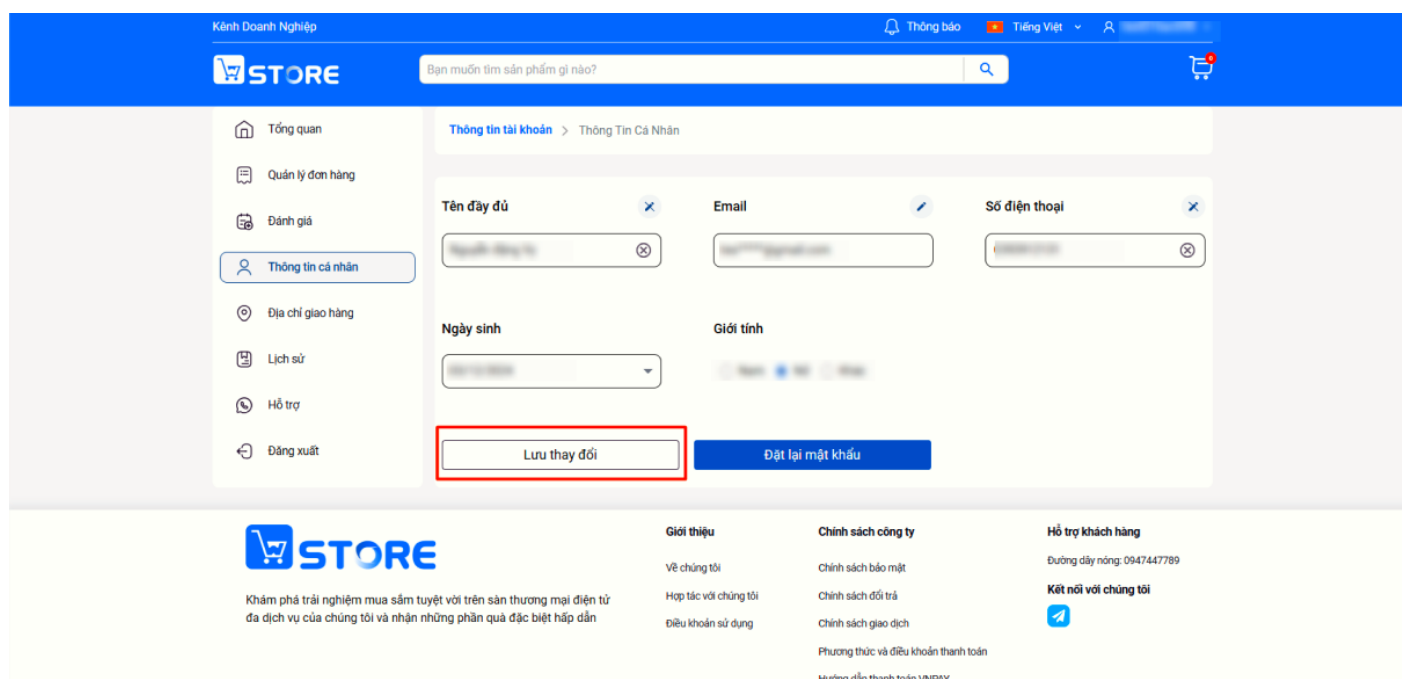 Kênh Doanh Nghiệp
Thông báo
Tiếng Việt
STORE
Bạn muốn tìm sản phẩm gì nào?
0
Tổng quan
Quản lý đơn hàng
Đánh giá
Thông tin cá nhân
Địa chỉ giao hàng
Lịch sử
Hỗ trợ
Đăng xuất
Thông tin tài khoản > Thông Tin Cá Nhân
Tên đầy đủ
Email
Số điện thoại
Ngày sinh
Giới tính
Lưu thay đổi
Đặt lại mật khẩu
STORE
Khám phá trải nghiệm mua sắm tuyệt vời trên sàn thương mại điện tử
đa dịch vụ của chúng tôi và nhận những phần quà đặc biệt hấp dẫn
Giới thiệu
Về chúng tôi
Hợp tác với chúng tôi
Điều khoản sử dụng
Chính sách công ty
Chính sách bảo mật
Chính sách đổi trả
Chính sách giao dịch
Phương thức và điều khoản thanh toán
Hướng dẫn thanh toán VNPAY
Hỗ trợ khách hàng
Đường dây nóng: 0947447789
Kết nối với chúng tôi